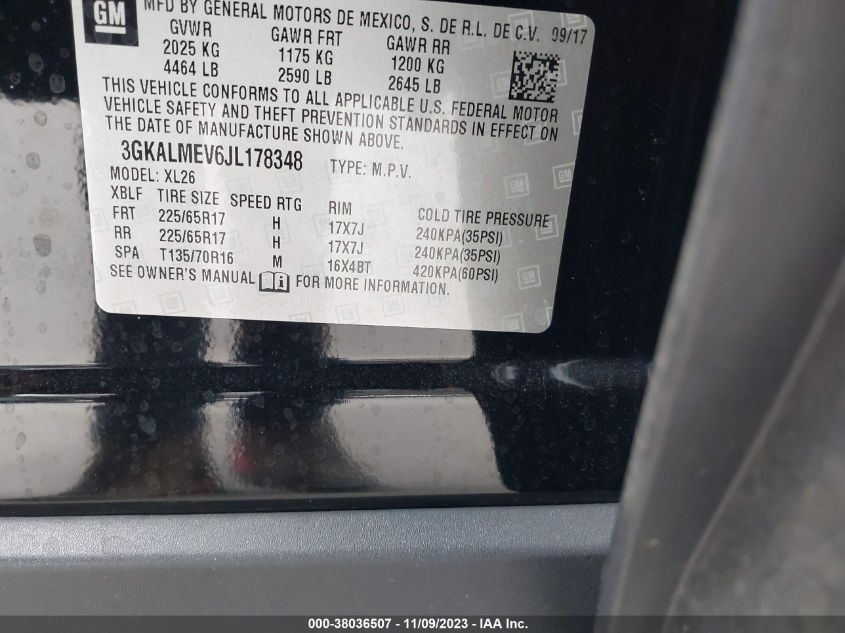 GM
MFD BY GENERAL MOTORS DE MEXICO, S. DE R.L. DE C.V. 09/17
GVWR GAWR FRT GAWR RR
2025 KG 1175 KG 1200 KG
4464 LB 2590 LB 2645 LB
THIS VEHICLE CONFORMS TO ALL APPLICABLE U.S. FEDERAL MOTOR
VEHICLE SAFETY AND THEFT PREVENTION STANDARDS IN EFFECT ON
THE DATE OF MANUFACTURE SHOWN ABOVE.
3GKALMEV6JL178348 TYPE: M.P.V.
MODEL: XL26
XBLF TIRE SIZE SPEED RTG RIM COLD TIRE PRESSURE
FRT 225/65R17 H 17X7J 240KPA(35PSI)
RR 225/65R17 H 17X7J 240KPA(35PSI)
SPA T135/70R16 M 16X4BT 420KPA(60PSI)
SEE OWNER'S MANUAL FOR MORE INFORMATION.
000-38036507 - 11/09/2023 - IAA Inc.